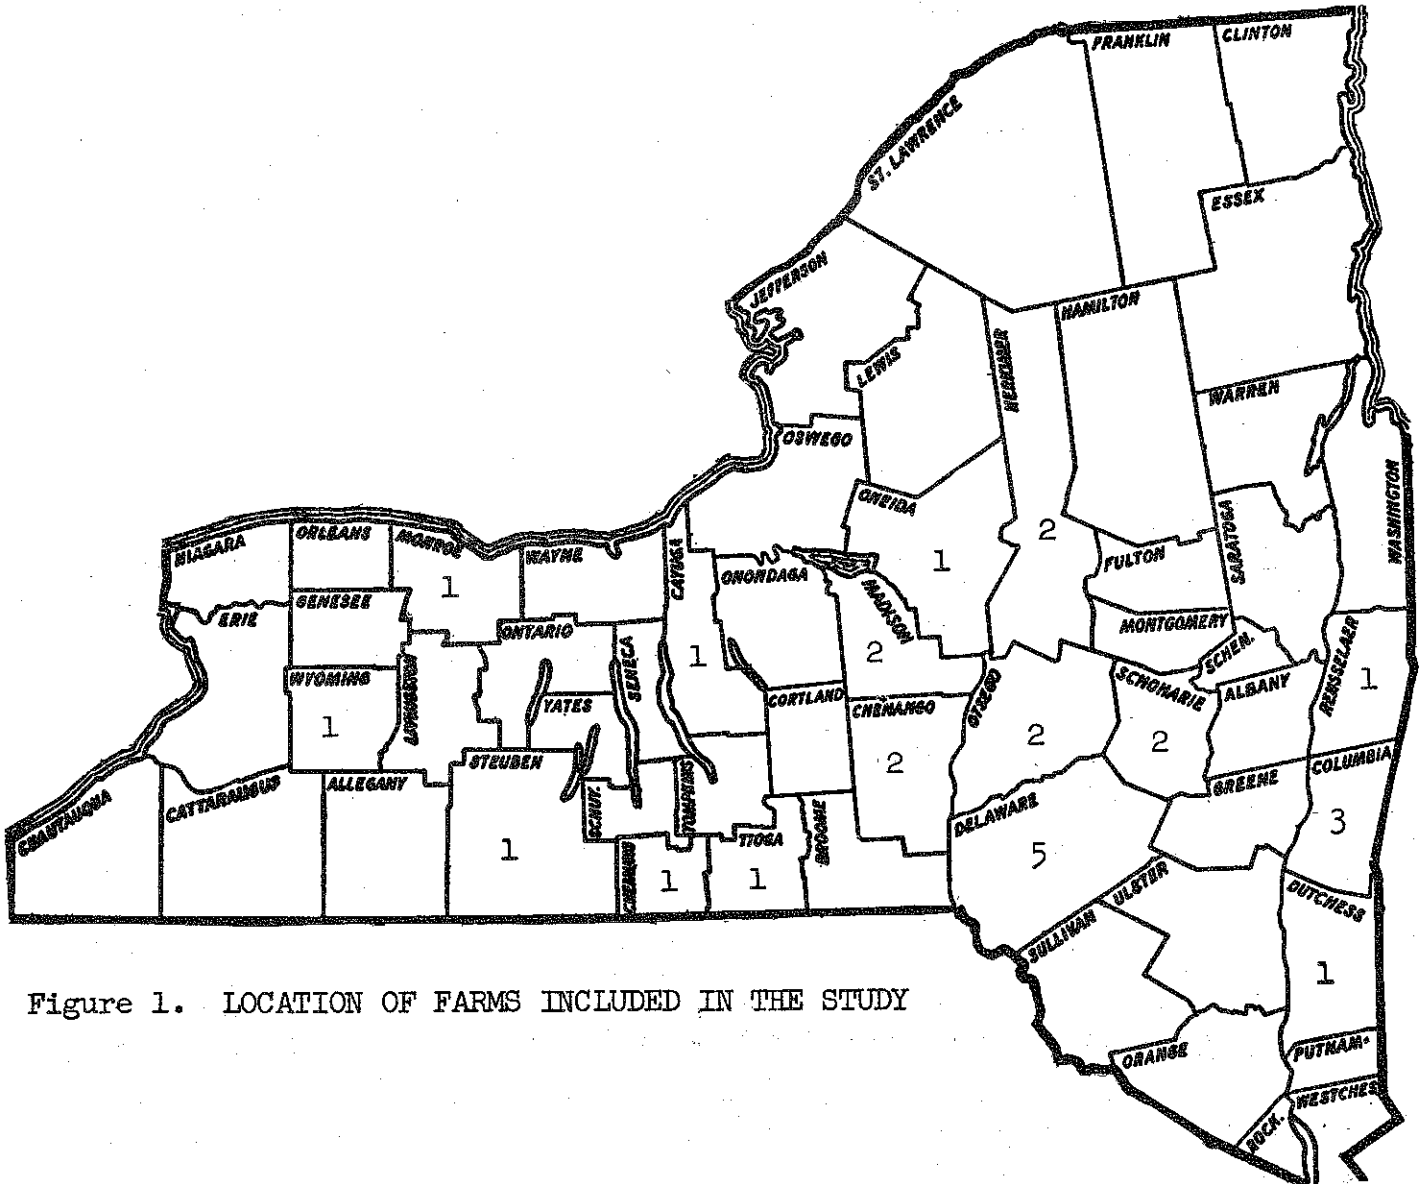 FRANKLIN
CLINTON
ST. LAWRENCE
ESSEX
JEFFERSON
HAMILTON
LEWIS
HERKIMER
WARREN
OSWEGO
WASHINGTON
ONEIDA
SARATOGA
2
NIAGARA
ORLEANS
MONROE
WAYNE
CAYUGA
ONONDAGA
MADISON
1
FULTON
GENESEE
1
ERIE
ONTARIO
SENECA
MONTGOMERY
SCHEN.
RENSSELAER
WYOMING
LIVINGSTON
1
2
SCHOHARIE
ALBANY
1
1
YATES
CORTLAND
CHENANGO
OTSEGO
2
2
STEUBEN
2
GREENE
COLUMBIA
CHAUTAUQUA
CATTARAUGUS
ALLEGANY
SCHUY.
TOMPKINS
TIOGA
BROOME
DELAWARE
3
1
CHEMUNG
1
1
5
SULLIVAN
ULSTER
DUTCHESS
1
Figure 1. LOCATION OF FARMS INCLUDED IN THE STUDY
ORANGE
PUTNAM
WESTCHES
ROCK.